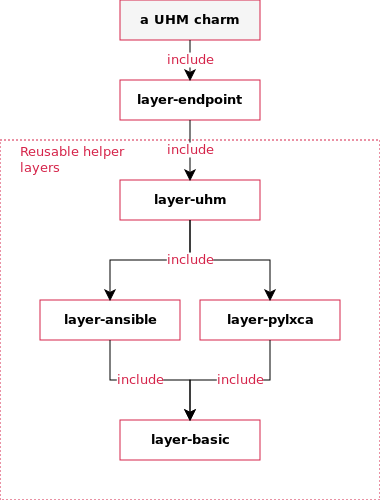 a UHM charm
include
layer-endpoint
include
Reusable helper
layers
layer-uhm
include
layer-ansible
layer-pylxca
include
include
layer-basic